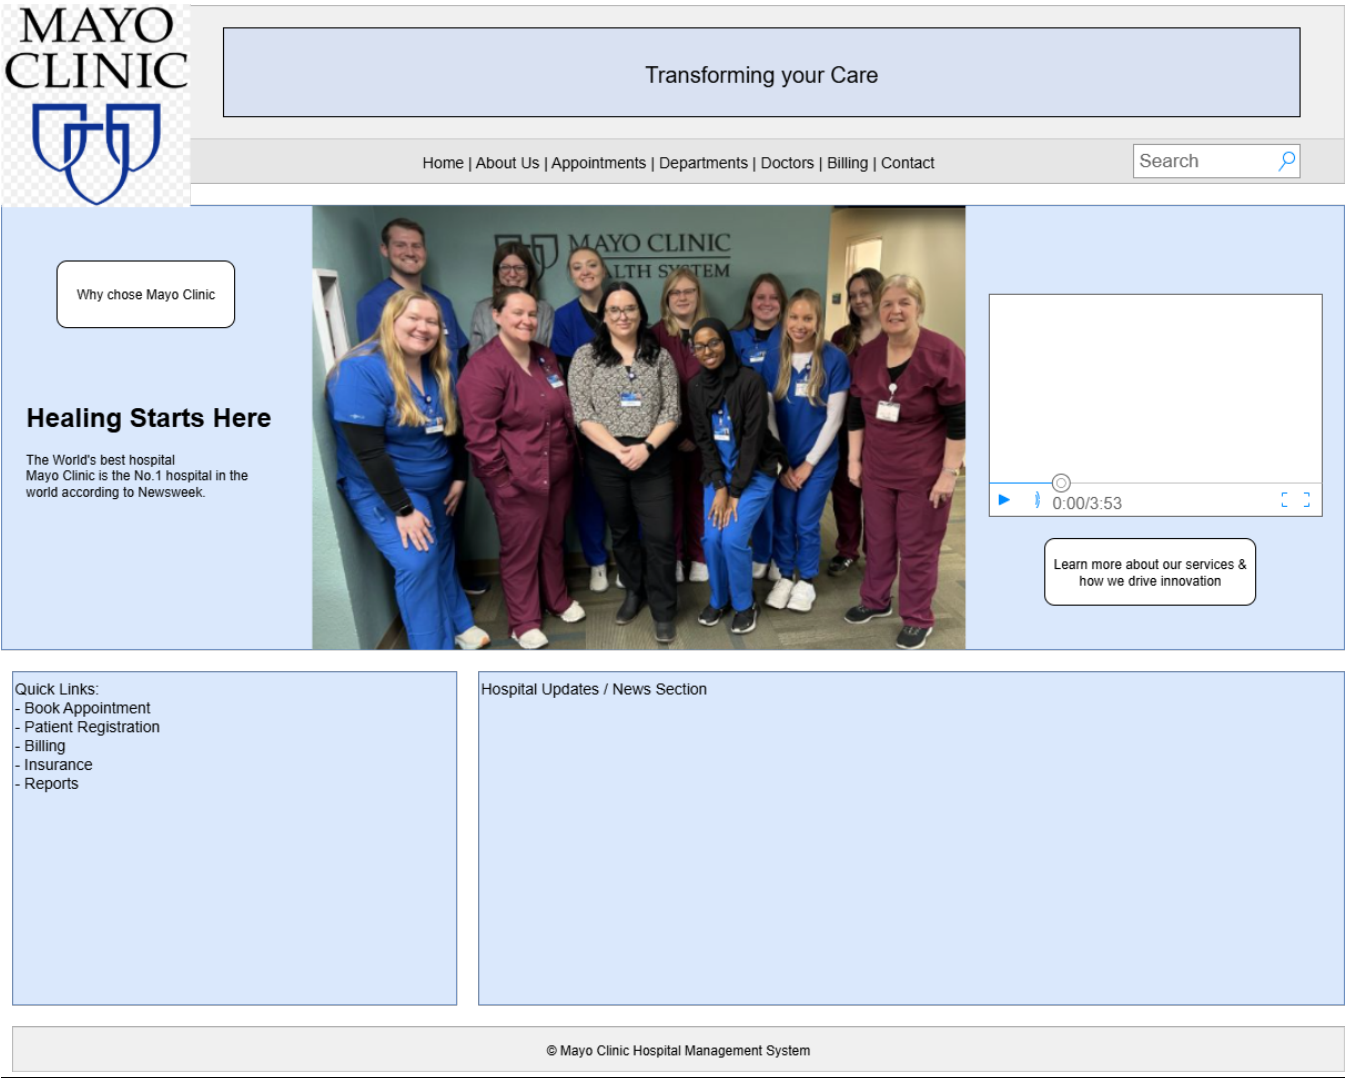 MAYO
CLINIC
Transforming your Care
Home | About Us | Appointments | Departments | Doctors | Billing | Contact
Search
Why chose Mayo Clinic
MAYO CLINIC
SYSTEM
Healing Starts Here
The World's best hospital
Mayo Clinic is the No.1 hospital in the
world according to Newsweek.
0:00/3:53
Learn more about our services &
how we drive innovation
Quick Links:
- Book Appointment
- Patient Registration
- Billing
- Insurance
- Reports
Hospital Updates / News Section
© Mayo Clinic Hospital Management System